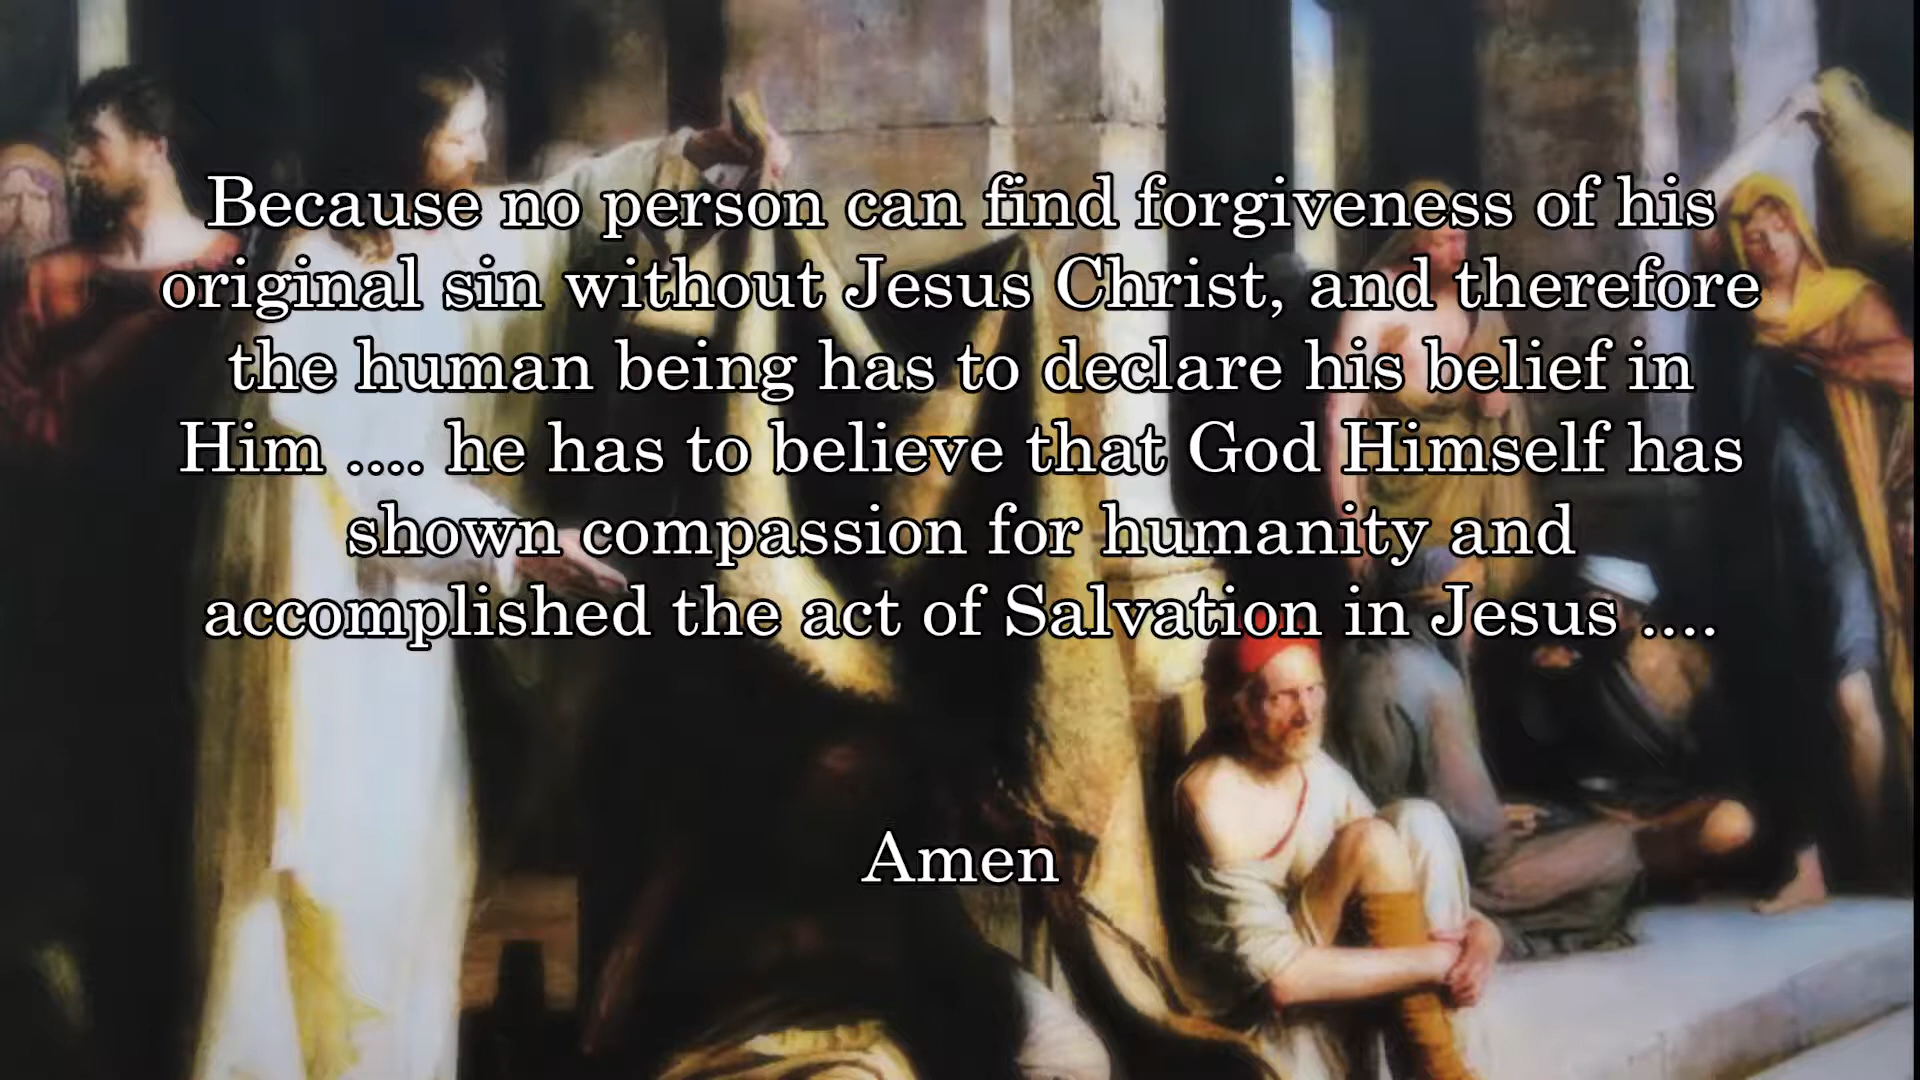 Because no person can find forgiveness of his
original sin without Jesus Christ, and therefore
the human being has to declare his belief in
Him .... he has to believe that God Himself has
shown compassion for humanity and
accomplished the act of Salvation in Jesus ....
Amen